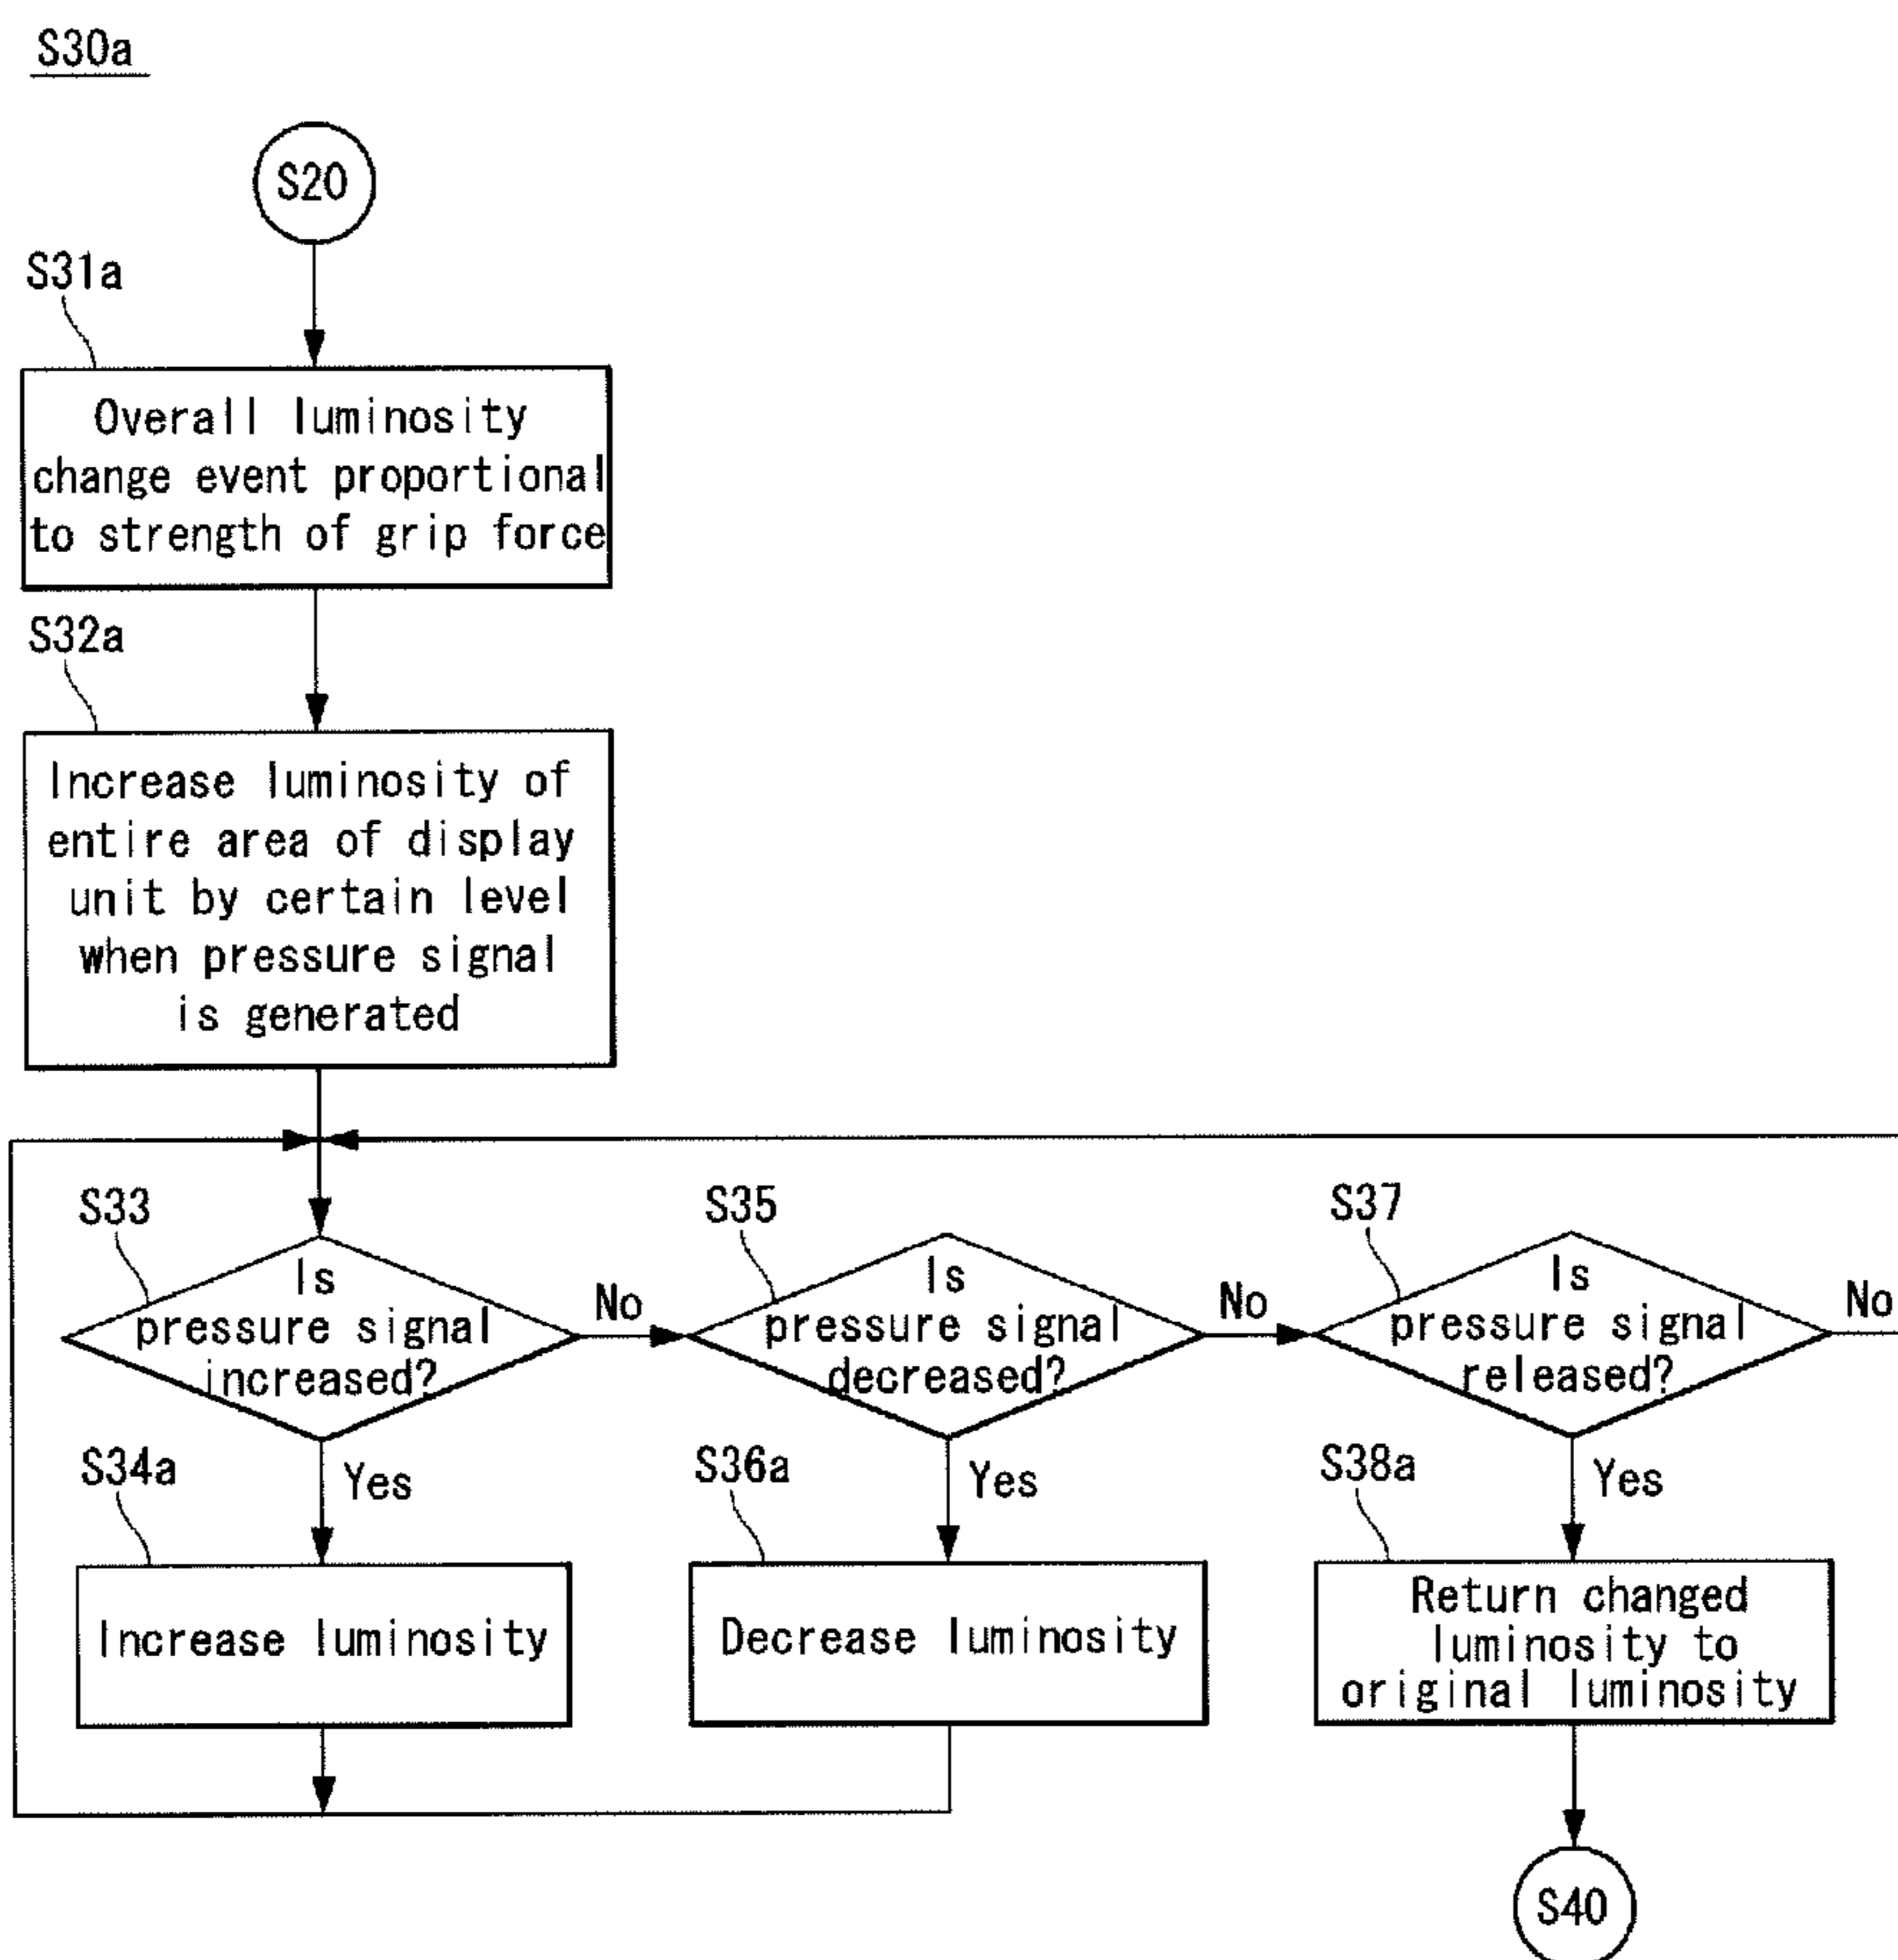 S30a
S20
S31a
Overall luminosity
change event proportional
to strength of grip force
S32a
Increase luminosity of
entire area of display
unit by certain level
when pressure signal
is generated
S33
Is
pressure signal
increased?
No
S35
Is
pressure signal
decreased?
No
S37
Is
pressure signal
released?
No
S34a
Yes
Increase luminosity
S36a
Yes
Decrease luminosity
S38a
Yes
Return changed
luminosity to
original luminosity
S40